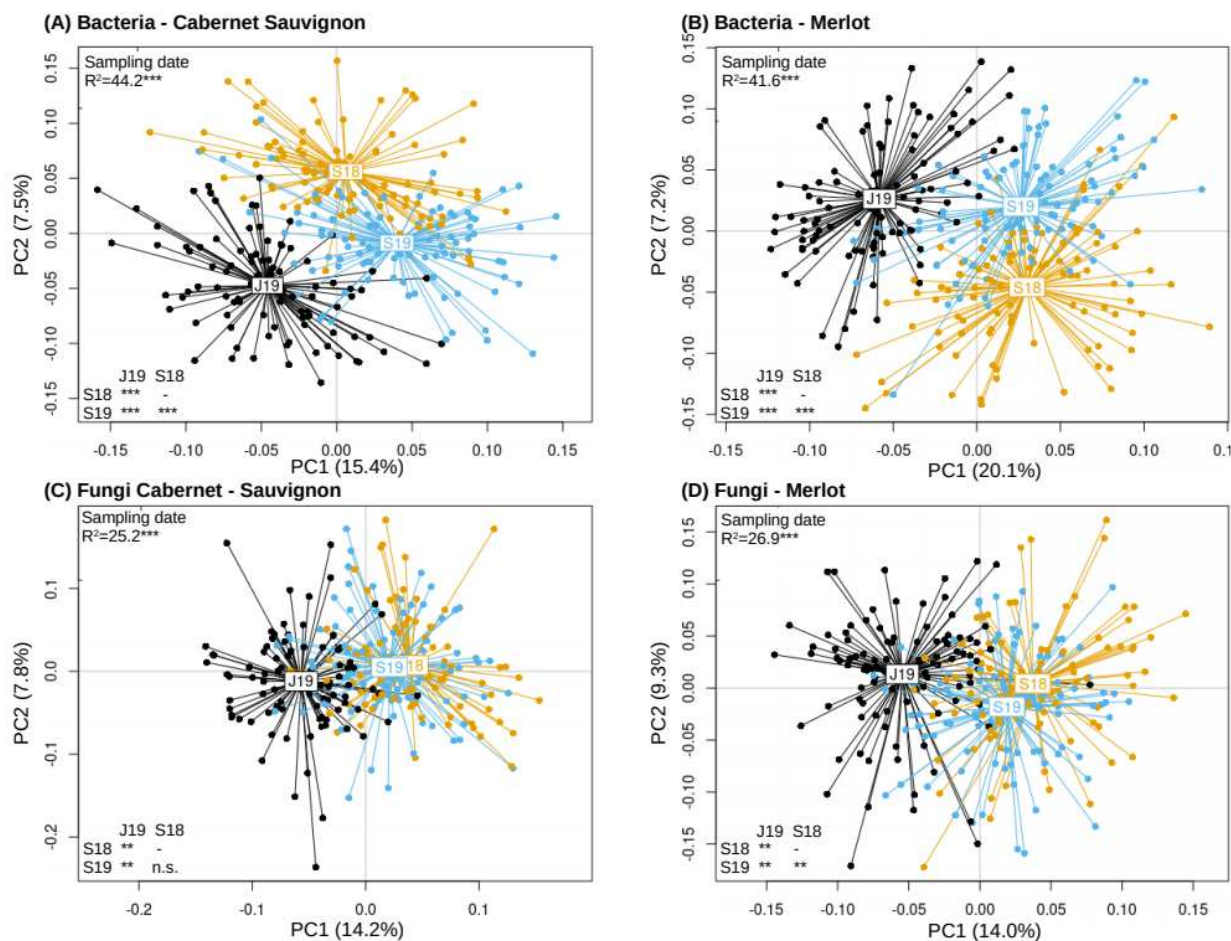 (A) Bacteria - Cabernet Sauvignon
Sampling date
R²=44.2***
0.15
0.10
0.05
0.00
-0.05
-0.10
-0.15
PC2 (7.5%)
S18
S19
J19
J19 S18
S18 *** -
S19 *** ***
-0.15 -0.10 -0.05 0.00 0.05 0.10 0.15
PC1 (15.4%)
(B) Bacteria - Merlot
Sampling date
R²=41.6***
0.15
0.10
0.05
0.00
-0.05
-0.10
-0.15
PC2 (7.2%)
J19
S19
S18
J19 S18
S18 *** -
S19 *** ***
-0.15 -0.10 -0.05 0.00 0.05 0.10
PC1 (20.1%)
(C) Fungi Cabernet - Sauvignon
Sampling date
R²=25.2***
0.1
0.0
-0.1
-0.2
PC2 (7.8%)
J19
S19
18
J19 S18
S18 ** -
S19 ** n.s.
-0.2 -0.1 0.0 0.1
PC1 (14.2%)
(D) Fungi - Merlot
Sampling date
R²=26.9***
0.15
0.10
0.05
0.00
-0.05
-0.10
-0.15
PC2 (9.3%)
J19
S18
S19
J19 S18
S18 ** -
S19 ** **
-0.15 -0.10 -0.05 0.00 0.05 0.10 0.15
PC1 (14.0%)